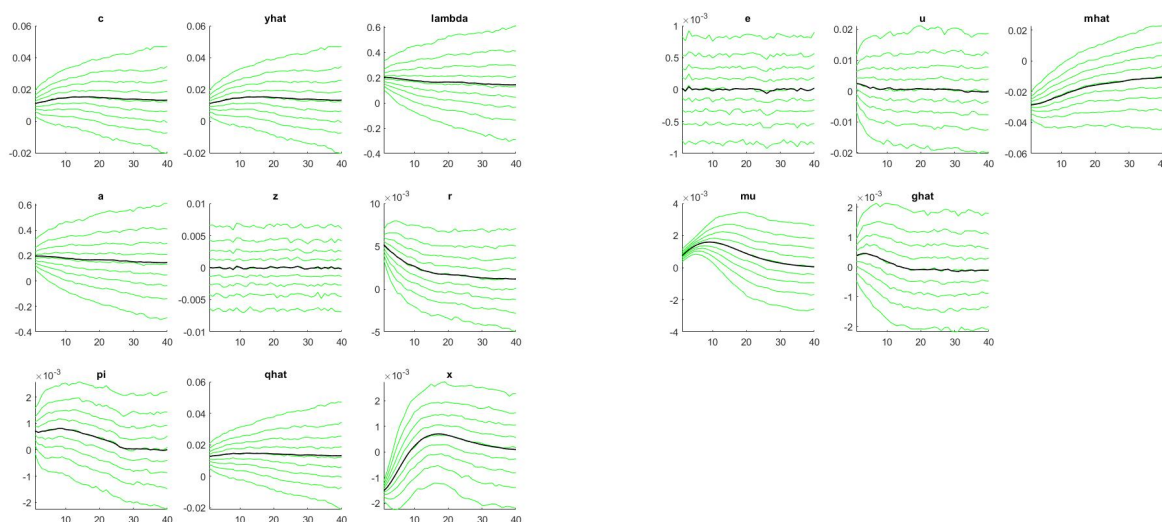 c
0.06
0.04
0.02
0
-0.02
10 20 30 40
yhat
0.06
0.04
0.02
0
-0.02
10 20 30 40
lambda
0.6
0.4
0.2
0
-0.2
-0.4
10 20 30 40
a
0.6
0.4
0.2
0
-0.2
-0.4
10 20 30 40
z
0.01
0.005
0
-0.005
-0.01
10 20 30 40
r
×10⁻³
10
5
0
-5
10 20 30 40
pi
×10⁻³
2
1
0
-1
-2
10 20 30 40
qhat
0.06
0.04
0.02
0
-0.02
10 20 30 40
x
×10⁻³
2
1
0
-1
-2
10 20 30 40
e
×10⁻³
1
0.5
0
-0.5
-1
10 20 30 40
u
0.02
0.01
0
-0.01
-0.02
10 20 30 40
mhat
0.02
0
-0.02
-0.04
-0.06
10 20 30 40
mu
×10⁻³
4
2
0
-2
-4
10 20 30 40
ghat
×10⁻³
2
1
0
-1
-2
10 20 30 40